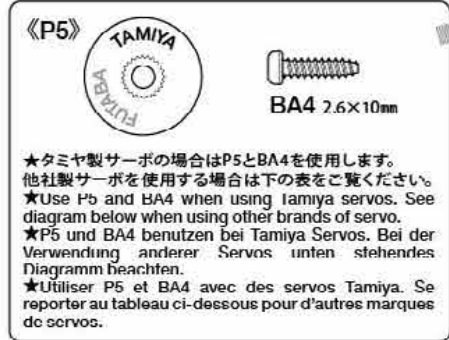 《P5》
TAMIYA
FUTABA
BA4 2.6×10mm
★タミヤ製サーボの場合はP5とBA4を使用します。
他社製サーボを使用する場合は下の表をご覧ください。
★Use P5 and BA4 when using Tamiya servos. See
diagram below when using other brands of servo.
★P5 und BA4 benutzen bei Tamiya Servos. Bei der
Verwendung anderer Servos unten stehendes
Diagramm beachten.
★Utiliser P5 et BA4 avec des servos Tamiya. Se
reporter au tableau ci-dessous pour d'autres marques
de servos.